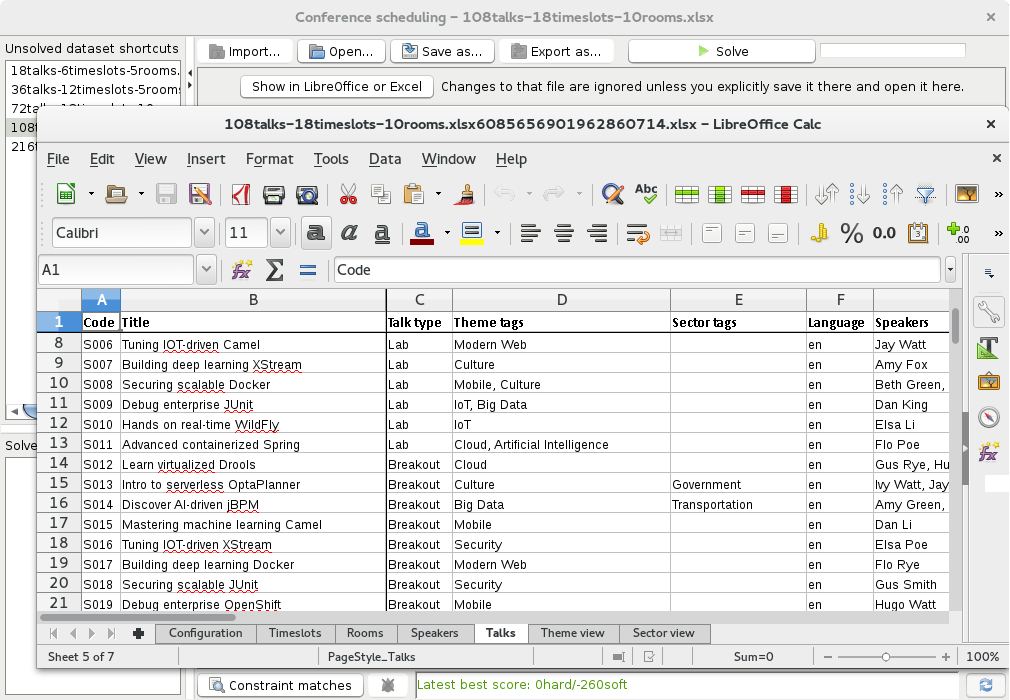 Conference scheduling – 108talks–18timeslots–10rooms.xlsx
Unsolved dataset shortcuts
Import...
Open...
Save as...
Export as...
Solve
18talks-6timeslots-5rooms.
36talks-12timeslots-5rooms
Show in LibreOffice or Excel
Changes to that file are ignored unless you explicitly save it there and open it here.
108talks–18timeslots–10rooms.xlsx6085656901962860714.xlsx – LibreOffice Calc
File Edit View Insert Format Tools Data Window Help
Abc
Calibri 11
a a a a % 0.0
A1 Code
A B C D E F
1 Code Title Talk type Theme tags Sector tags Language Speakers
8 S006 Tuning IOT-driven Camel Lab Modern Web en Jay Watt
9 S007 Building deep learning XStream Lab Culture en Amy Fox
10 S008 Securing scalable Docker Lab Mobile, Culture en Beth Green,
11 S009 Debug enterprise JUnit Lab IoT, Big Data en Dan King
12 S010 Hands on real-time WildFly Lab IoT en Elsa Li
13 S011 Advanced containerized Spring Lab Cloud, Artificial Intelligence en Flo Poe
14 S012 Learn virtualized Drools Breakout Cloud en Gus Rye, Hu
15 S013 Intro to serverless OptaPlanner Breakout Culture Government en Ivy Watt, Jay
16 S014 Discover AI-driven jBPM Breakout Big Data Transportation en Amy Green,
17 S015 Mastering machine learning Camel Breakout Mobile en Dan Li
18 S016 Tuning IOT-driven XStream Breakout Security en Elsa Poe
19 S017 Building deep learning Docker Breakout Modern Web en Flo Rye
20 S018 Securing scalable JUnit Breakout Security en Gus Smith
21 S019 Debug enterprise OpenShift Breakout Mobile en Hugo Watt
Configuration Timeslots Rooms Speakers Talks Theme view Sector view
Sheet 5 of 7 PageStyle_Talks Sum=0 100%
Solve
Constraint matches
Latest best score: 0hard/-260soft